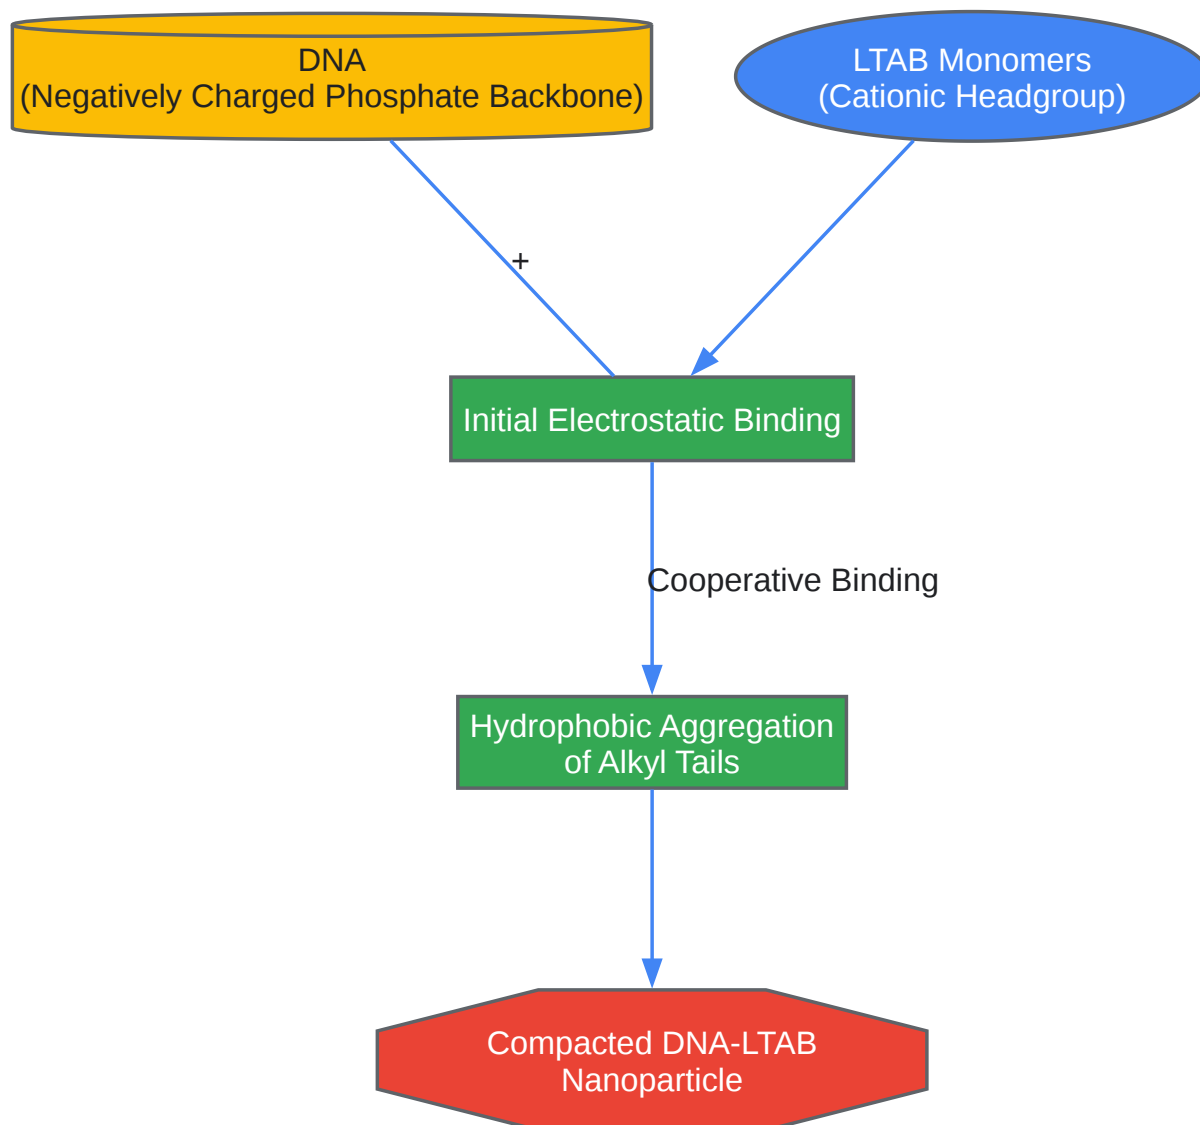 DNA
(Negatively Charged Phosphate Backbone)
LTAB Monomers
(Cationic Headgroup)
+
Initial Electrostatic Binding
Cooperative Binding
Hydrophobic Aggregation
of Alkyl Tails
Compacted DNA-LTAB
Nanoparticle